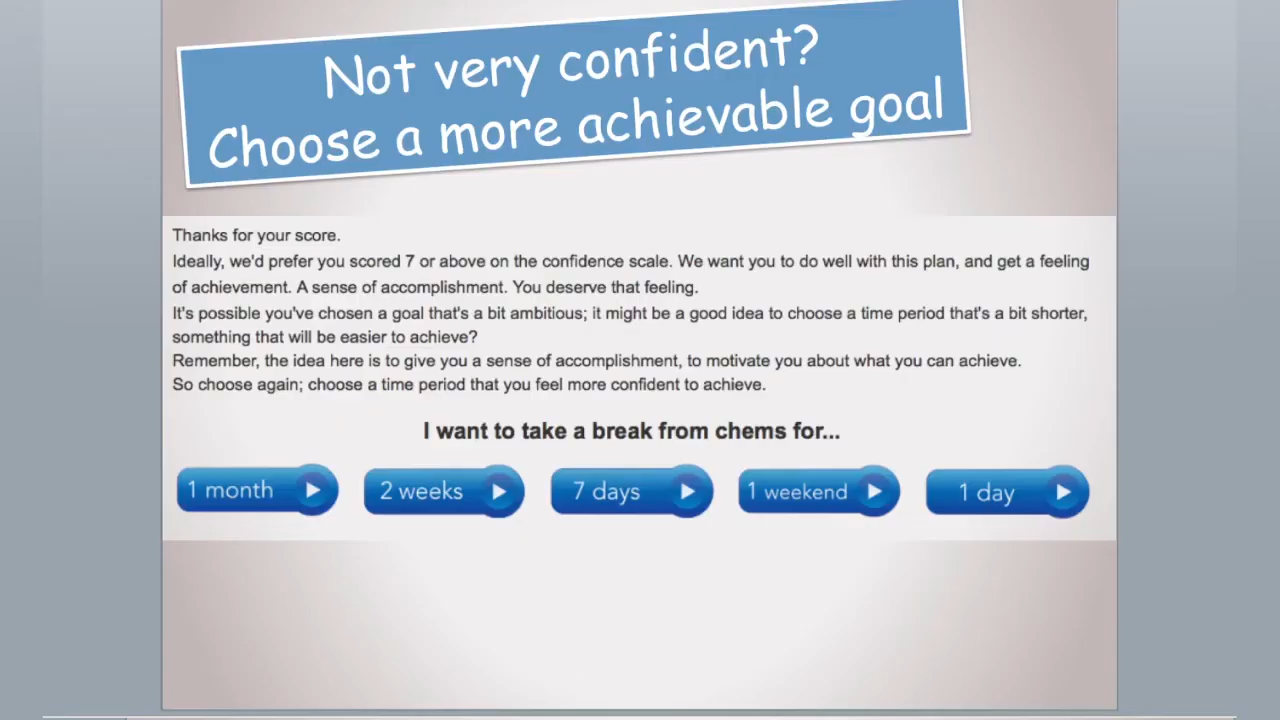 Not very confident?
Choose a more achievable goal
Thanks for your score.
Ideally, we'd prefer you scored 7 or above on the confidence scale. We want you to do well with this plan, and get a feeling
of achievement. A sense of accomplishment. You deserve that feeling.
It's possible you've chosen a goal that's a bit ambitious; it might be a good idea to choose a time period that's a bit shorter,
something that will be easier to achieve?
Remember, the idea here is to give you a sense of accomplishment, to motivate you about what you can achieve.
So choose again; choose a time period that you feel more confident to achieve.
I want to take a break from chems for...
1 month 2 weeks 7 days 1 weekend 1 day